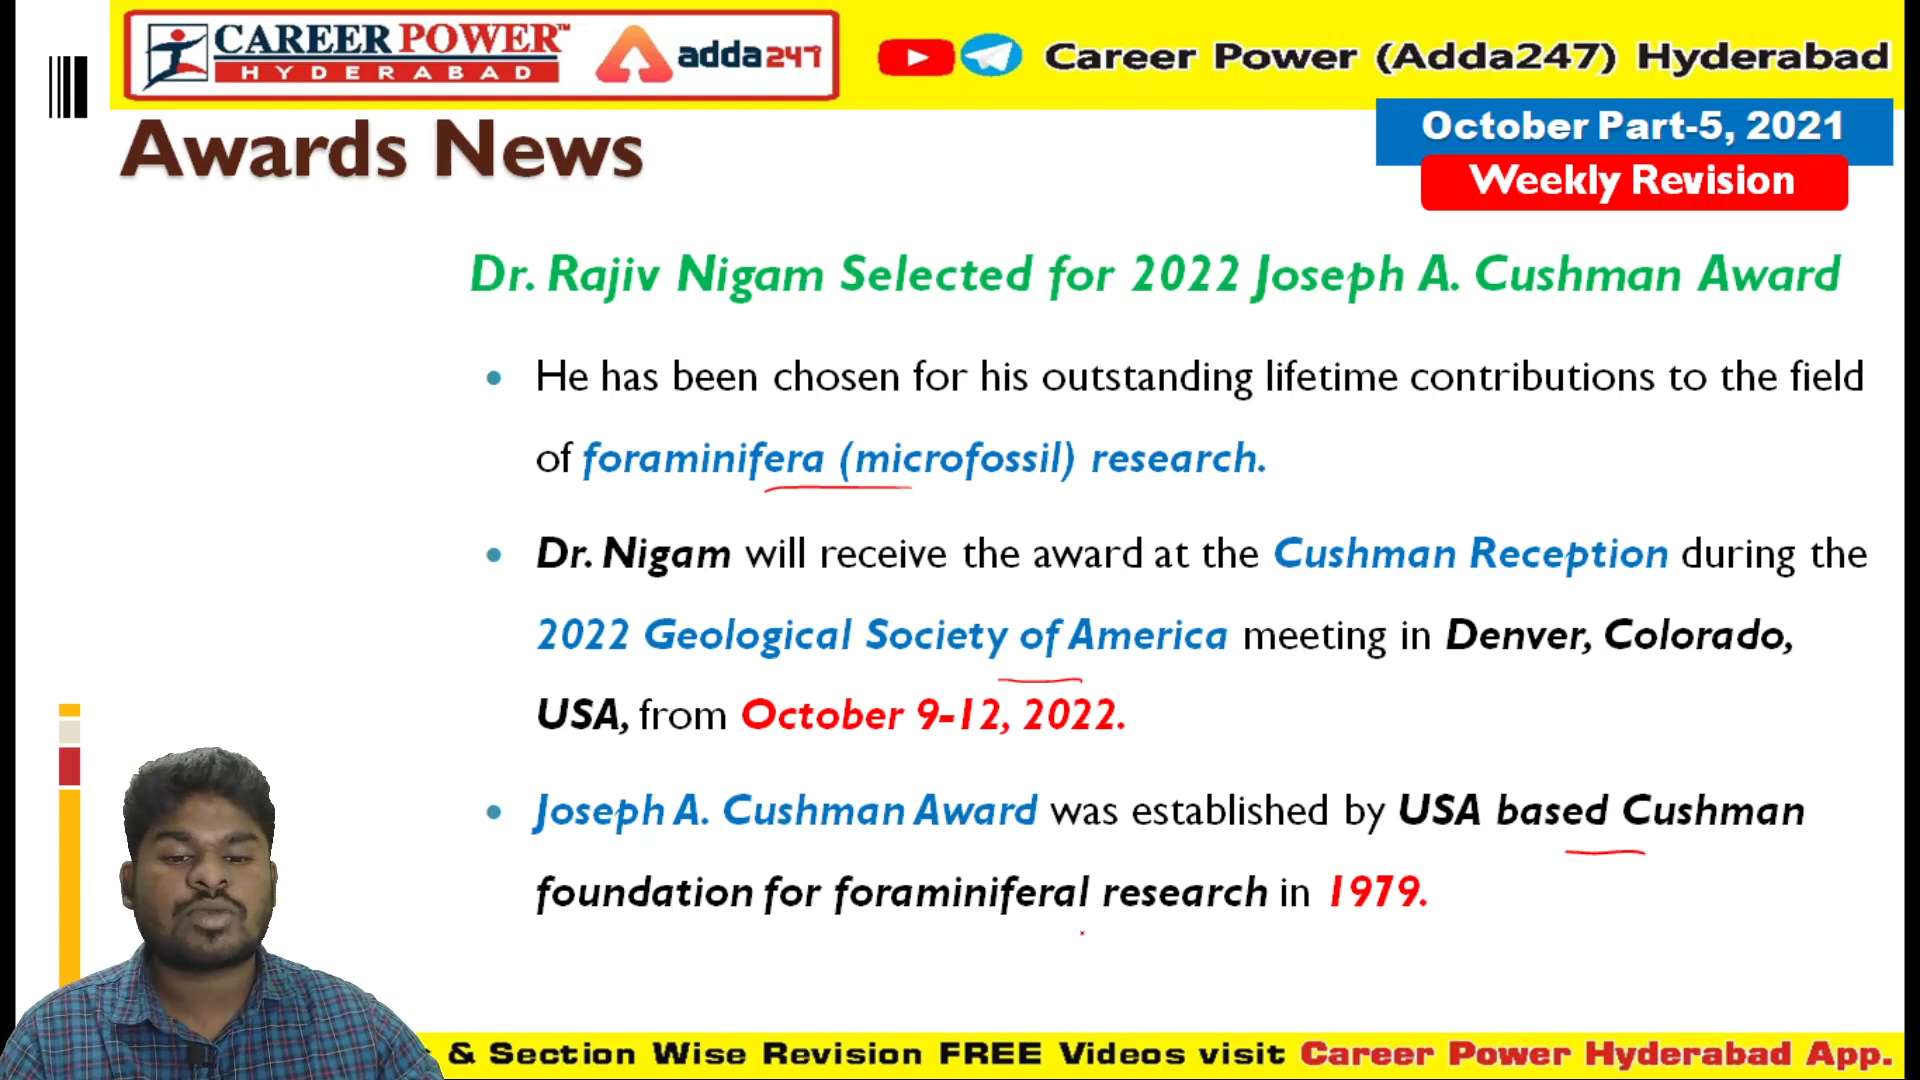 CAREER POWER™
HYDERABAD
adda247
Career Power (Adda247) Hyderabad
October Part-5, 2021
Weekly Revision
Awards News
Dr. Rajiv Nigam Selected for 2022 Joseph A. Cushman Award
• He has been chosen for his outstanding lifetime contributions to the field
of foraminifera (microfossil) research.
• Dr. Nigam will receive the award at the Cushman Reception during the
2022 Geological Society of America meeting in Denver, Colorado,
USA, from October 9-12, 2022.
• Joseph A. Cushman Award was established by USA based Cushman
foundation for foraminiferal research in 1979.
& Section Wise Revision FREE Videos visit Career Power Hyderabad App.